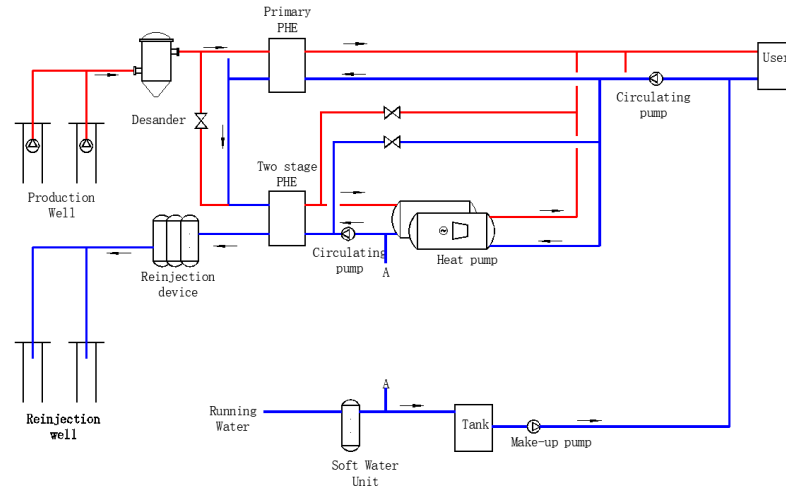 Primary
PHE
User
Desander
Circulating
pump
Production
Well
Two stage
PHE
Reinjection
device
Circulating
pump
A
Heat pump
Reinjection
well
A
Running
Water
Tank
Make-up pump
Soft Water
Unit